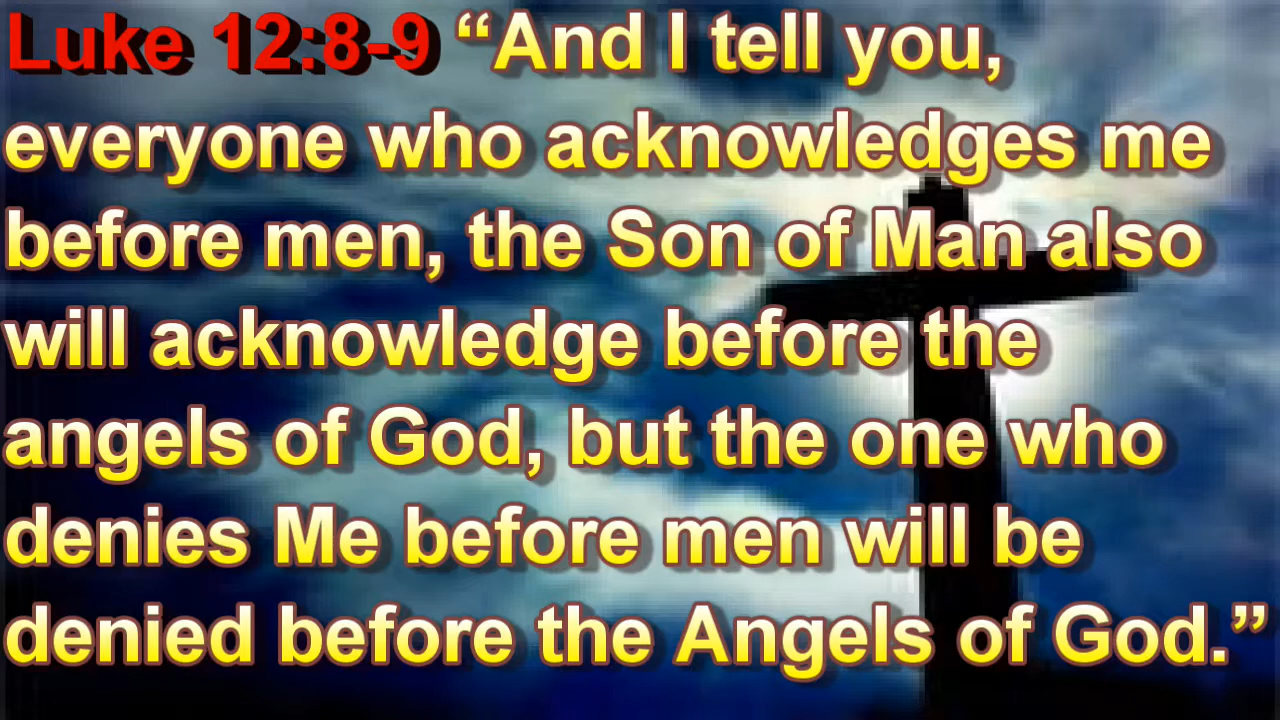 Luke 12:8-9 “And I tell you,
everyone who acknowledges me
before men, the Son of Man also
will acknowledge before the
angels of God, but the one who
denies Me before men will be
denied before the Angels of God.”